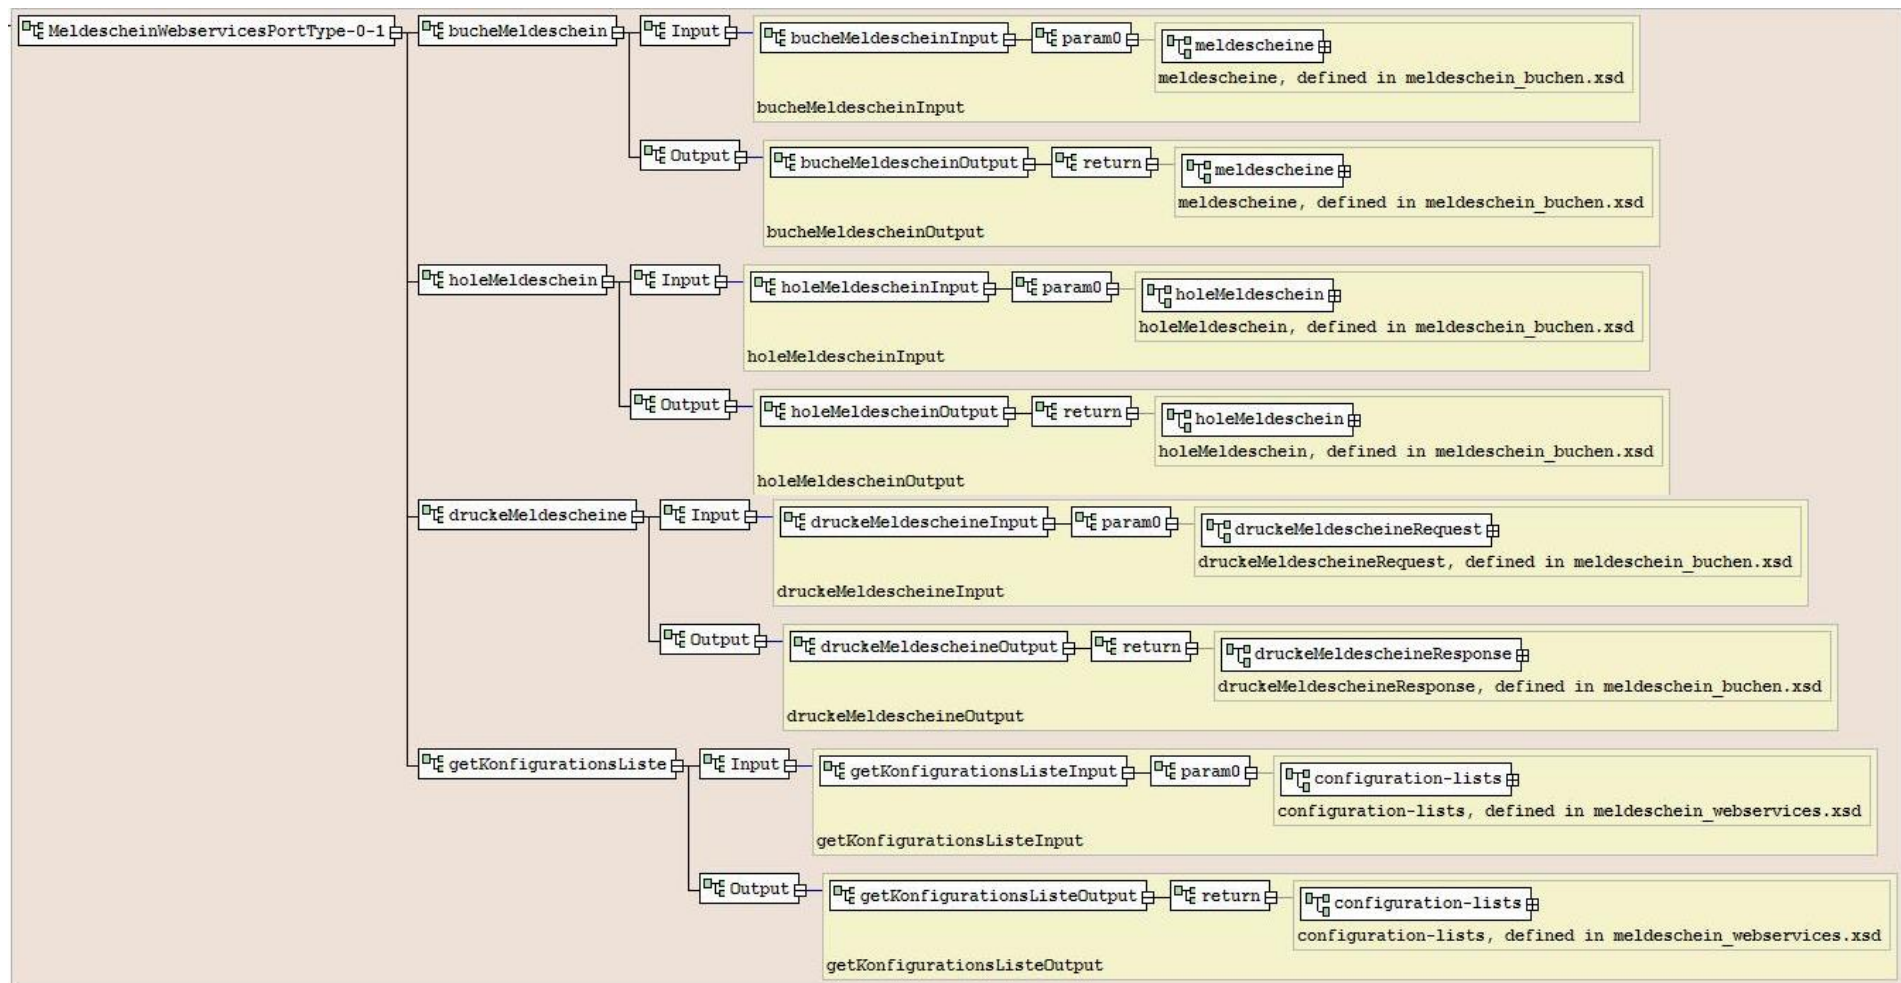 MeldescheinWebservicesPortType-0-1
bucheMeldeschein
Input
bucheMeldescheinInput
param0
meldescheine
meldescheine, defined in meldeschein_buchen.xsd
bucheMeldescheinInput
Output
bucheMeldescheinOutput
return
meldescheine
meldescheine, defined in meldeschein_buchen.xsd
bucheMeldescheinOutput
holeMeldeschein
Input
holeMeldescheinInput
param0
holeMeldeschein
holeMeldeschein, defined in meldeschein_buchen.xsd
holeMeldescheinInput
Output
holeMeldescheinOutput
return
holeMeldeschein
holeMeldeschein, defined in meldeschein_buchen.xsd
holeMeldescheinOutput
druckeMeldescheine
Input
druckeMeldescheineInput
param0
druckeMeldescheineRequest
druckeMeldescheineRequest, defined in meldeschein_buchen.xsd
druckeMeldescheineInput
Output
druckeMeldescheineOutput
return
druckeMeldescheineResponse
druckeMeldescheineResponse, defined in meldeschein_buchen.xsd
druckeMeldescheineOutput
getKonfigurationsListe
Input
getKonfigurationsListeInput
param0
configuration-lists
configuration-lists, defined in meldeschein_webservices.xsd
getKonfigurationsListeInput
Output
getKonfigurationsListeOutput
return
configuration-lists
configuration-lists, defined in meldeschein_webservices.xsd
getKonfigurationsListeOutput